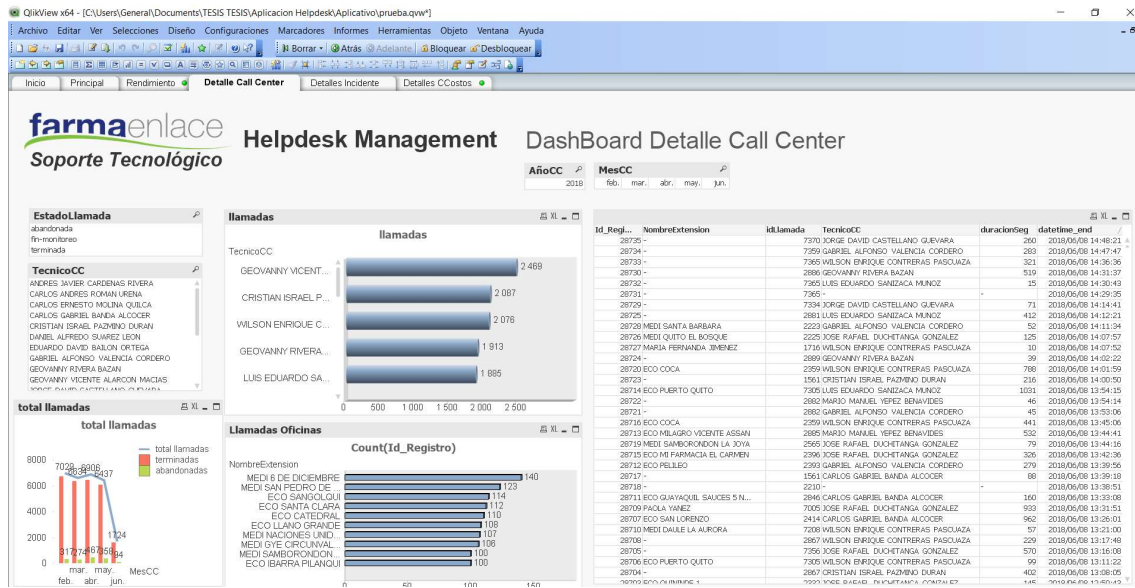 QlikView x64 - [C:\Users\General\Documents\TESIS TESIS\Aplicacion Helpdesk\Aplicativo\prueba.qvw*]
Archivo Editar Ver Selecciones Diseño Configuraciones Marcadores Informes Herramientas Objeto Ventana Ayuda
Borrar Atrás Adelante Bloquear Desbloquear
Inicio Principal Rendimiento Detalle Call Center Detalles Incidente Detalles CCostos
farmaenlace
Soporte Tecnológico
Helpdesk Management
DashBoard Detalle Call Center
AñoCC
2018
MesCC
feb. mar. abr. may. jun.
EstadoLlamada
abandonada
fin-monitoreo
terminada
TecnicoCC
ANDRES JAVIER CARDENAS RIVERA
CARLOS ANDRES ROMAN URENA
CARLOS ERNESTO MOLINA QUILCA
CARLOS GABRIEL BANDA ALCOCER
CRISTIAN ISRAEL PAZMINO DURAN
DANIEL ALFREDO SUAREZ LEON
EDUARDO DAVID BAILON ORTEGA
GABRIEL ALFONSO VALENCIA CORDERO
GEOVANNY RIVERA BAZAN
GEOVANNY VICENTE ALARCON MACIAS
JORGE DAVID CASTELLANO GUEVARA
total llamadas
XL
total llamadas
total llamadas
terminadas
abandonadas
8000
6000
4000
2000
0
7028 6906 6437
1724
317 274 467 358 94
mar. may.
feb. abr. jun.
MesCC
llamadas
XL
llamadas
TecnicoCC
GEOVANNY VICENT... 2 469
CRISTIAN ISRAEL P... 2 087
WILSON ENRIQUE C... 2 076
GEOVANNY RIVERA... 1 913
LUIS EDUARDO SA... 1 885
0 500 1 000 1 500 2 000 2 500
Llamadas Oficinas
XL
Count(Id_Registro)
NombreExtension
MEDI 6 DE DICIEMBRE 140
MEDI SAN PEDRO DE ... 123
ECO SANGOLQUI 114
ECO SANTA CLARA 112
ECO CATEDRAL 110
ECO LLANO GRANDE 108
MEDI NACIONES UNID... 107
MEDI GYE CIRCUNVAL... 106
MEDI SAMBORONDON... 100
ECO IBARRA PILANQUI 100
0 50 100 150
XL
Id_Regi... NombreExtension idLlamada TecnicoCC duracionSeg datetime_end
28735 - 7370 JORGE DAVID CASTELLANO GUEVARA 260 2018/06/08 14:48:21
28734 - 7359 GABRIEL ALFONSO VALENCIA CORDERO 283 2018/06/08 14:47:47
28733 - 7365 WILSON ENRIQUE CONTRERAS PASCUAZA 321 2018/06/08 14:36:36
28730 - 2886 GEOVANNY RIVERA BAZAN 519 2018/06/08 14:31:37
28732 - 7365 LUIS EDUARDO SANIZACA MUNOZ 15 2018/06/08 14:30:43
28731 - 7365 - - 2018/06/08 14:29:35
28729 - 7334 JORGE DAVID CASTELLANO GUEVARA 71 2018/06/08 14:14:41
28725 - 2881 LUIS EDUARDO SANIZACA MUNOZ 412 2018/06/08 14:12:21
28728 MEDI SANTA BARBARA 2223 GABRIEL ALFONSO VALENCIA CORDERO 52 2018/06/08 14:11:34
28726 MEDI QUITO EL BOSQUE 2225 JOSE RAFAEL DUCHITANGA GONZALEZ 125 2018/06/08 14:07:57
28727 MARIA FERNANDA JIMENEZ 1716 WILSON ENRIQUE CONTRERAS PASCUAZA 10 2018/06/08 14:07:52
28724 - 2889 GEOVANNY RIVERA BAZAN 39 2018/06/08 14:02:22
28720 ECO COCA 2359 WILSON ENRIQUE CONTRERAS PASCUAZA 788 2018/06/08 14:01:59
28723 - 1561 CRISTIAN ISRAEL PAZMINO DURAN 216 2018/06/08 14:00:50
28714 ECO PUERTO QUITO 7305 LUIS EDUARDO SANIZACA MUNOZ 1031 2018/06/08 13:54:15
28722 - 2882 MARIO MANUEL YEPEZ BENAVIDES 46 2018/06/08 13:54:14
28721 - 2882 GABRIEL ALFONSO VALENCIA CORDERO 45 2018/06/08 13:53:06
28716 ECO COCA 2359 WILSON ENRIQUE CONTRERAS PASCUAZA 441 2018/06/08 13:45:06
28713 ECO MILAGRO VICENTE ASSAN 2885 MARIO MANUEL YEPEZ BENAVIDES 532 2018/06/08 13:44:41
28719 MEDI SAMBORONDON LA JOYA 2565 JOSE RAFAEL DUCHITANGA GONZALEZ 79 2018/06/08 13:44:16
28715 ECO MI FARMACIA EL CARMEN 2396 JOSE RAFAEL DUCHITANGA GONZALEZ 326 2018/06/08 13:42:36
28712 ECO PELILEO 2393 GABRIEL ALFONSO VALENCIA CORDERO 279 2018/06/08 13:39:56
28717 - 1561 CARLOS GABRIEL BANDA ALCOCER 88 2018/06/08 13:39:18
28718 - 2210 - - 2018/06/08 13:38:51
28711 ECO GUAYAQUIL SAUCES 5 N... 2846 CARLOS GABRIEL BANDA ALCOCER 160 2018/06/08 13:33:08
28709 PAOLA YANEZ 7005 JOSE RAFAEL DUCHITANGA GONZALEZ 933 2018/06/08 13:31:51
28707 ECO SAN LORENZO 2414 CARLOS GABRIEL BANDA ALCOCER 962 2018/06/08 13:26:01
28710 MEDI DAULE LA AURORA 7208 WILSON ENRIQUE CONTRERAS PASCUAZA 57 2018/06/08 13:21:00
28708 - 2867 WILSON ENRIQUE CONTRERAS PASCUAZA 229 2018/06/08 13:17:48
28705 - 7356 JOSE RAFAEL DUCHITANGA GONZALEZ 570 2018/06/08 13:16:08
28706 ECO PUERTO QUITO 7305 WILSON ENRIQUE CONTRERAS PASCUAZA 99 2018/06/08 13:11:22
28704 - 2867 CRISTIAN ISRAEL PAZMINO DURAN 402 2018/06/08 13:08:05